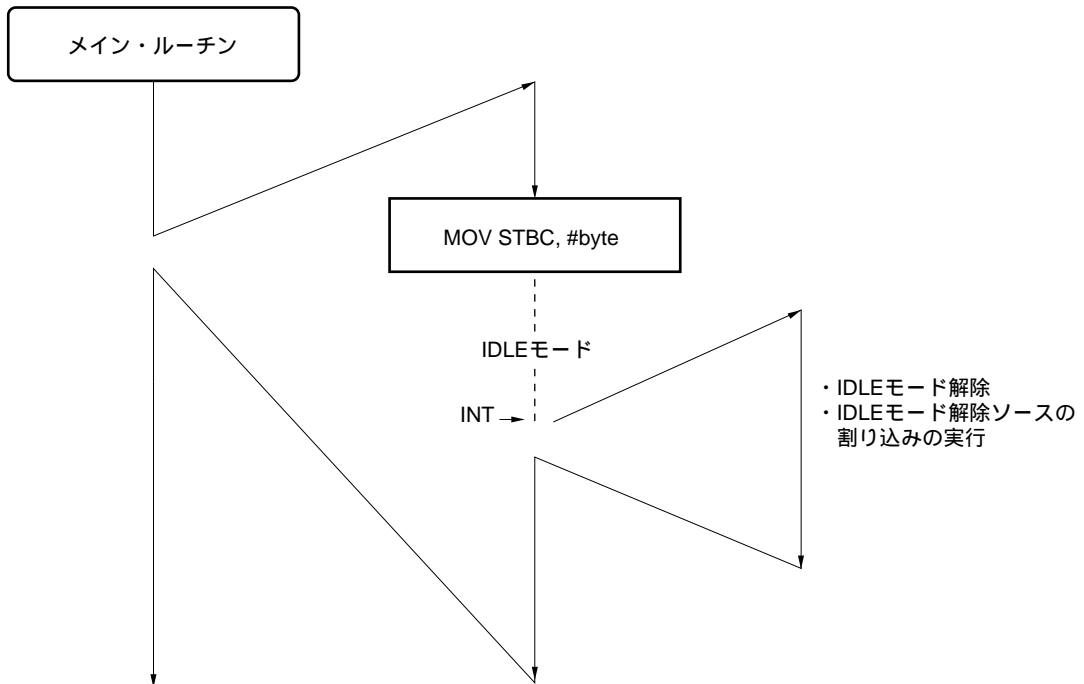 メイン・ルーチン
MOV STBC, #byte
IDLEモード
INT
・IDLEモード解除
・IDLEモード解除ソースの
割り込みの実行